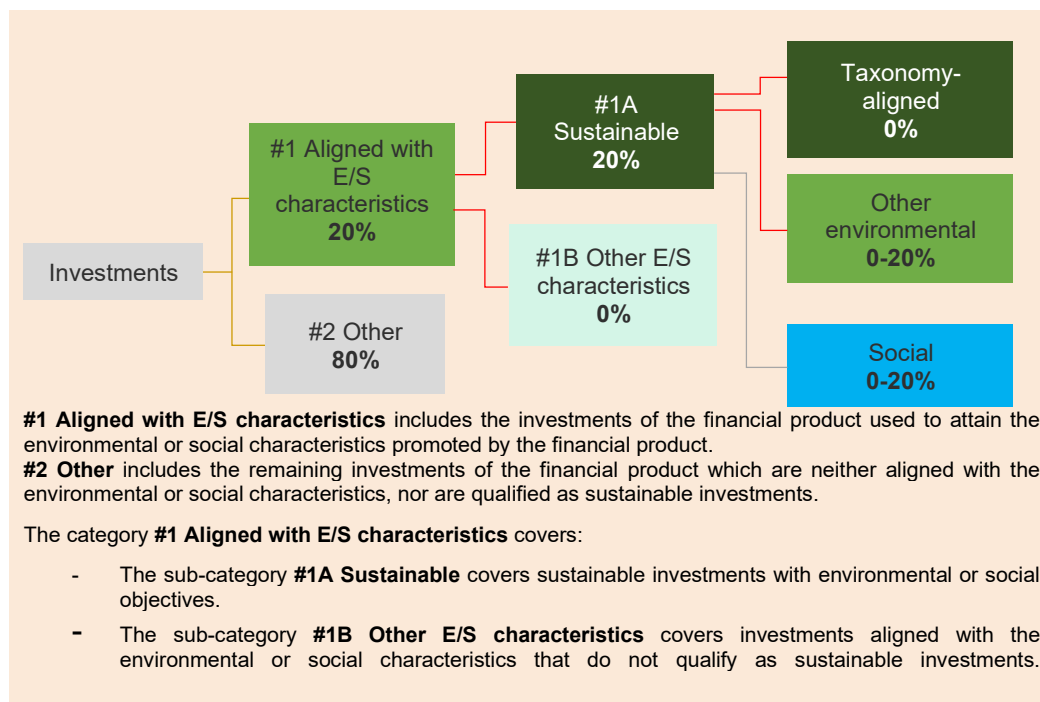 Investments
#1 Aligned with
E/S
characteristics
20%
#2 Other
80%
#1A
Sustainable
20%
#1B Other E/S
characteristics
0%
Taxonomy-
aligned
0%
Other
environmental
0-20%
Social
0-20%
#1 Aligned with E/S characteristics includes the investments of the financial product used to attain the
environmental or social characteristics promoted by the financial product.
#2 Other includes the remaining investments of the financial product which are neither aligned with the
environmental or social characteristics, nor are qualified as sustainable investments.
The category #1 Aligned with E/S characteristics covers:
- The sub-category #1A Sustainable covers sustainable investments with environmental or social
objectives.
- The sub-category #1B Other E/S characteristics covers investments aligned with the
environmental or social characteristics that do not qualify as sustainable investments.